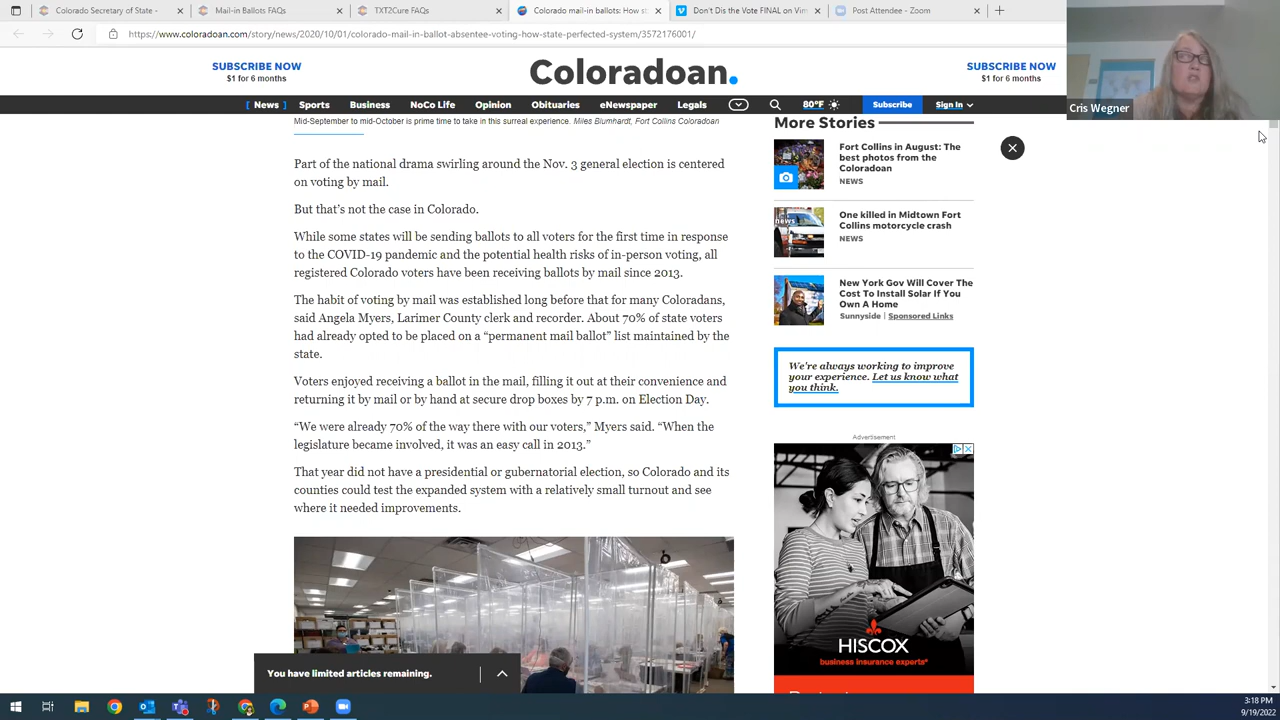 Colorado Secretary of State -
Mail-in Ballots FAQs
TXT2Cure FAQs
Colorado mail-in ballots: How st
Don't Dis the Vote FINAL on Vim
Post Attendee - Zoom
https://www.coloradoan.com/story/news/2020/10/01/colorado-mail-in-ballot-absentee-voting-how-state-perfected-system/3572176001/
Cris Wegner
SUBSCRIBE NOW
$1 for 6 months
Coloradoan.
SUBSCRIBE NOW
$1 for 6 months
[ News ] Sports Business NoCo Life Opinion Obituaries eNewspaper Legals 80°F Subscribe Sign In
Mid-September to mid-October is prime time to take in this surreal experience. Miles Blumhardt, Fort Collins Coloradoan
Part of the national drama swirling around the Nov. 3 general election is centered
on voting by mail.
But that's not the case in Colorado.
While some states will be sending ballots to all voters for the first time in response
to the COVID-19 pandemic and the potential health risks of in-person voting, all
registered Colorado voters have been receiving ballots by mail since 2013.
The habit of voting by mail was established long before that for many Coloradans,
said Angela Myers, Larimer County clerk and recorder. About 70% of state voters
had already opted to be placed on a “permanent mail ballot” list maintained by the
state.
Voters enjoyed receiving a ballot in the mail, filling it out at their convenience and
returning it by mail or by hand at secure drop boxes by 7 p.m. on Election Day.
“We were already 70% of the way there with our voters,” Myers said. “When the
legislature became involved, it was an easy call in 2013.”
That year did not have a presidential or gubernatorial election, so Colorado and its
counties could test the expanded system with a relatively small turnout and see
where it needed improvements.
More Stories
Fort Collins in August: The
best photos from the
Coloradoan
NEWS
news
One killed in Midtown Fort
Collins motorcycle crash
NEWS
New York Gov Will Cover The
Cost To Install Solar If You
Own A Home
Sunnyside | Sponsored Links
We're always working to improve
your experience. Let us know what
you think.
Advertisement
HISCOX
business insurance experts®
You have limited articles remaining.
3:18 PM
9/19/2022